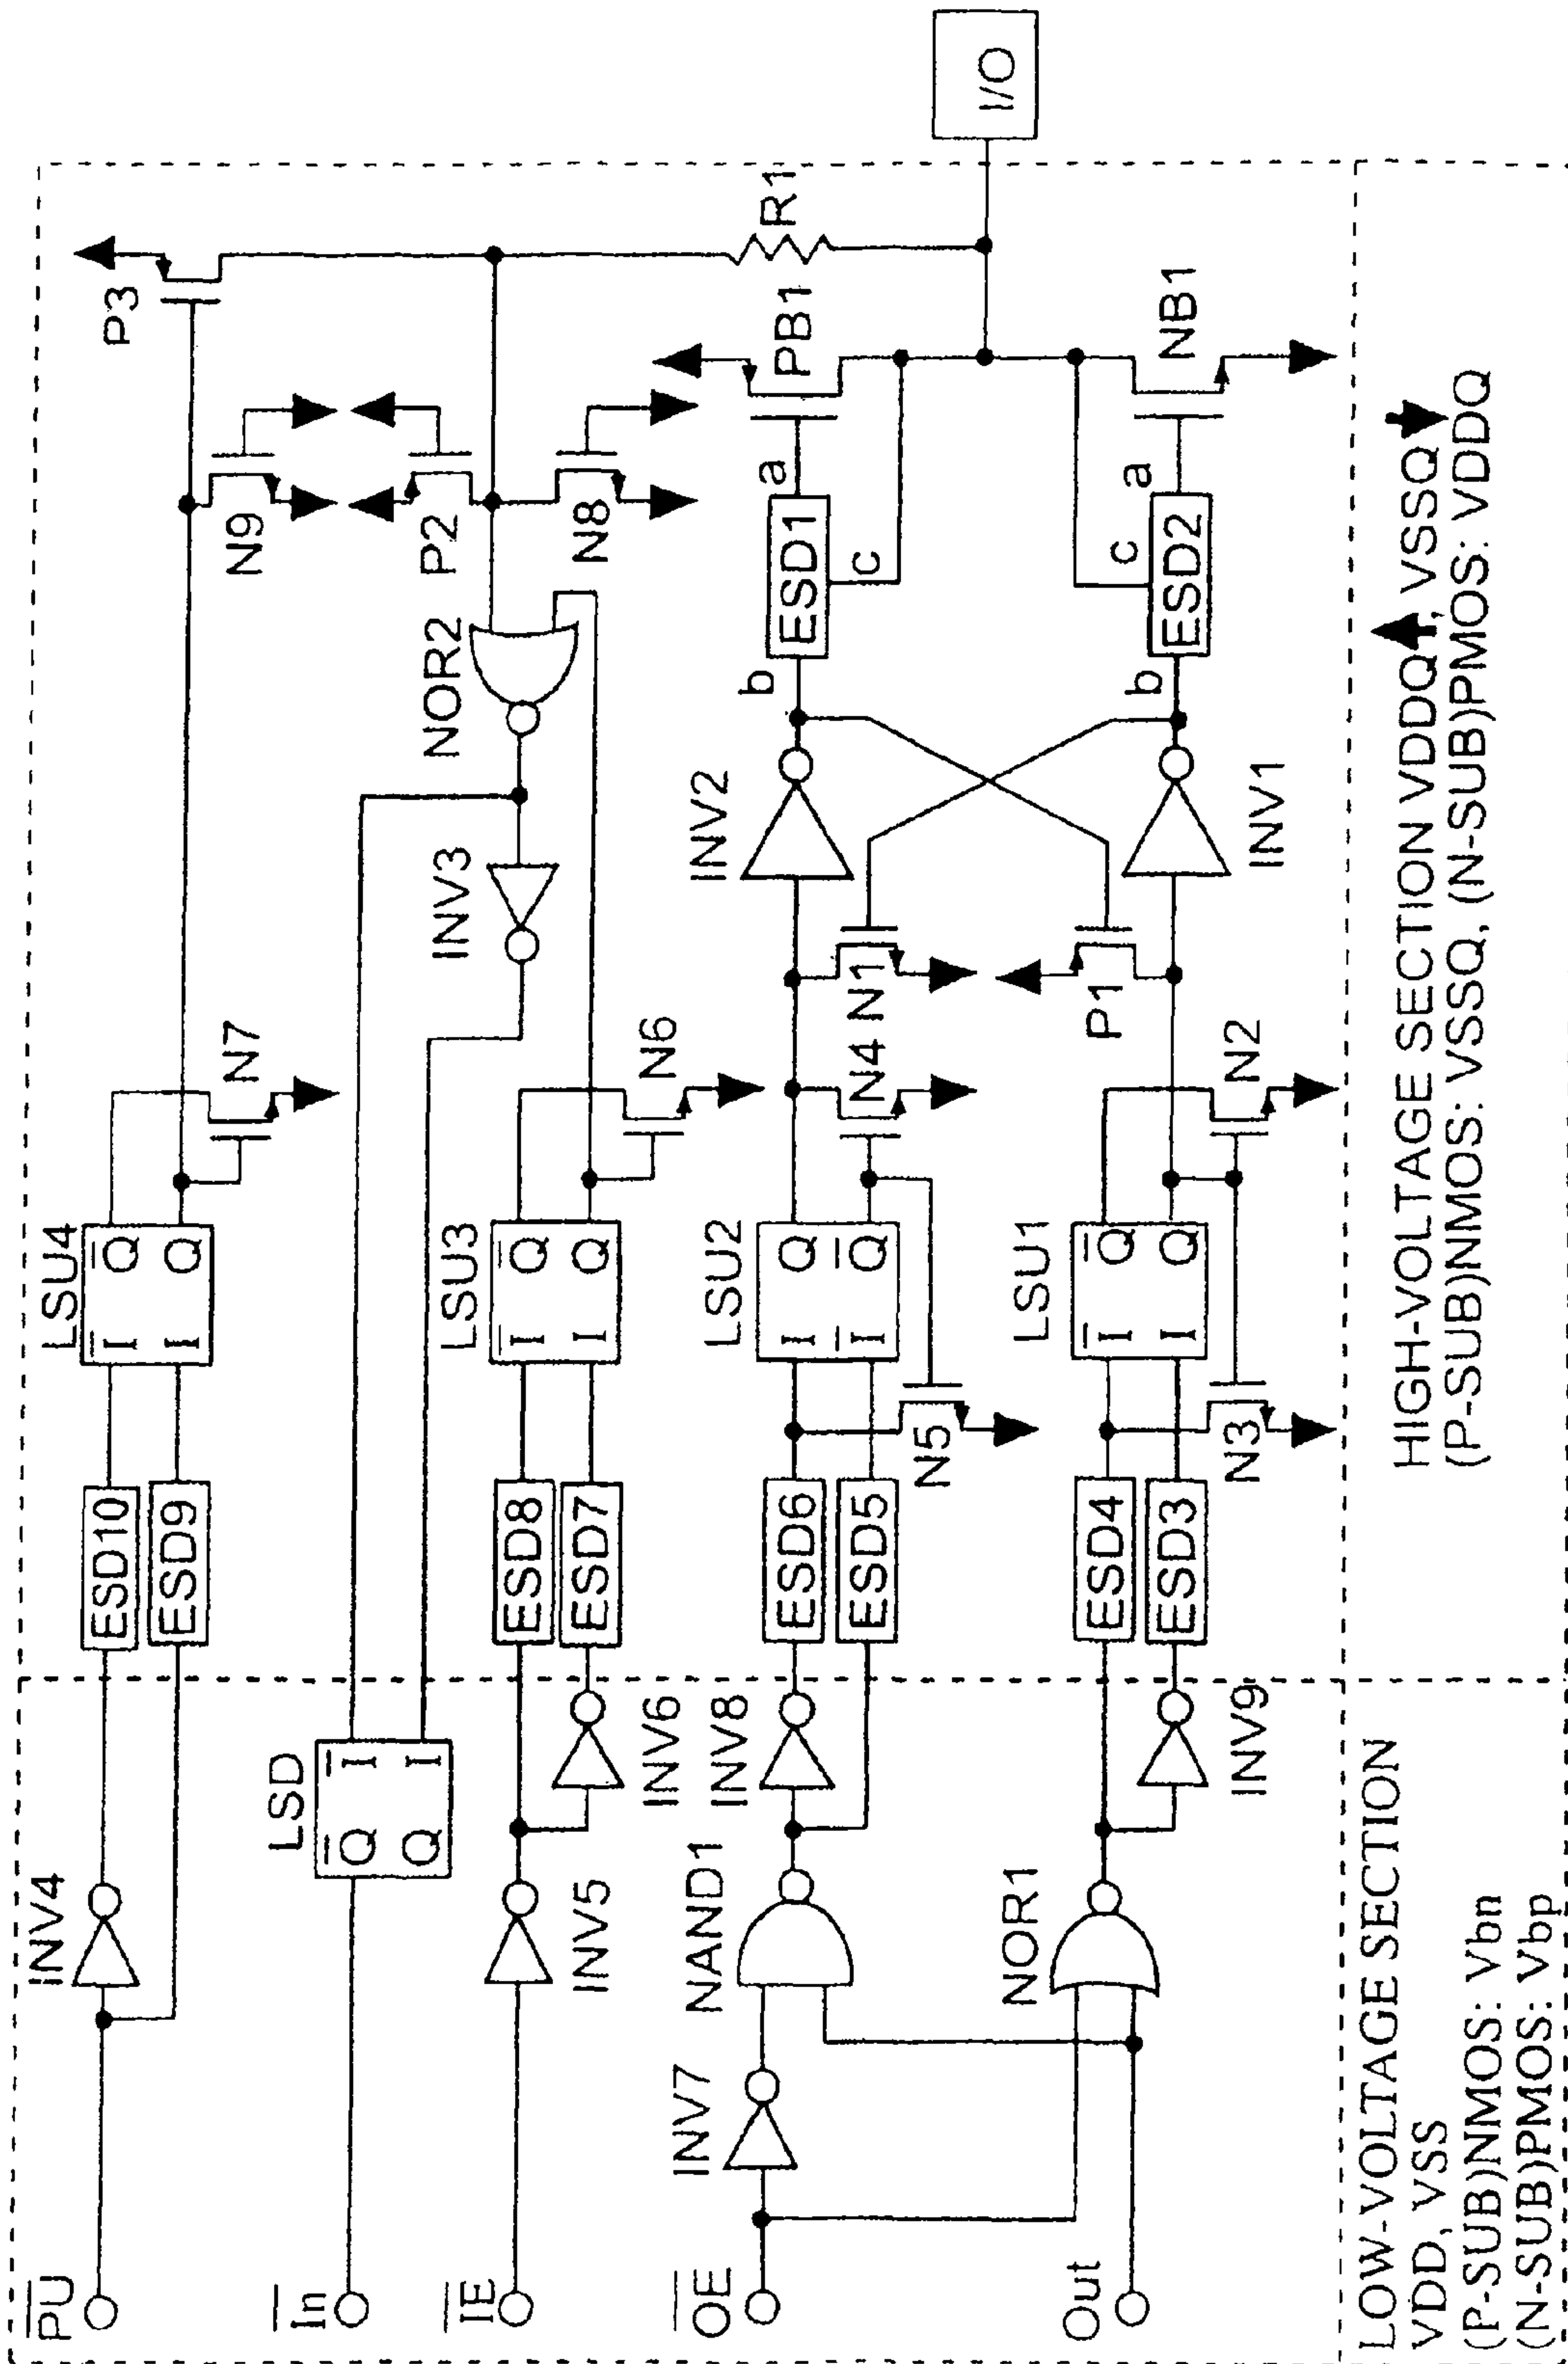 PU
INV4
ESD10
ESD9
LSU4
I
Q
I
Q
N7
N9
P3
In
LSD
Q
I
Q
I
INV3
NOR2
P2
N8
R1
I/O
IE
INV5
INV6
ESD8
ESD7
LSU3
I
Q
I
Q
N6
OE
INV7
NAND1
INV8
ESD6
ESD5
LSU2
I
Q
I
Q
N5
N4
N1
INV2
b
ESD1
a
c
PB1
Out
NOR1
INV9
ESD4
ESD3
LSU1
I
Q
I
Q
N3
N2
P1
INV1
b
ESD2
a
c
NB1
LOW-VOLTAGE SECTION
VDD, VSS
(P-SUB)NMOS: Vbn
(N-SUB)PMOS: Vbp
HIGH-VOLTAGE SECTION VDDQ, VSSQ
(P-SUB)NMOS: VSSQ, (N-SUB)PMOS: VDDQ